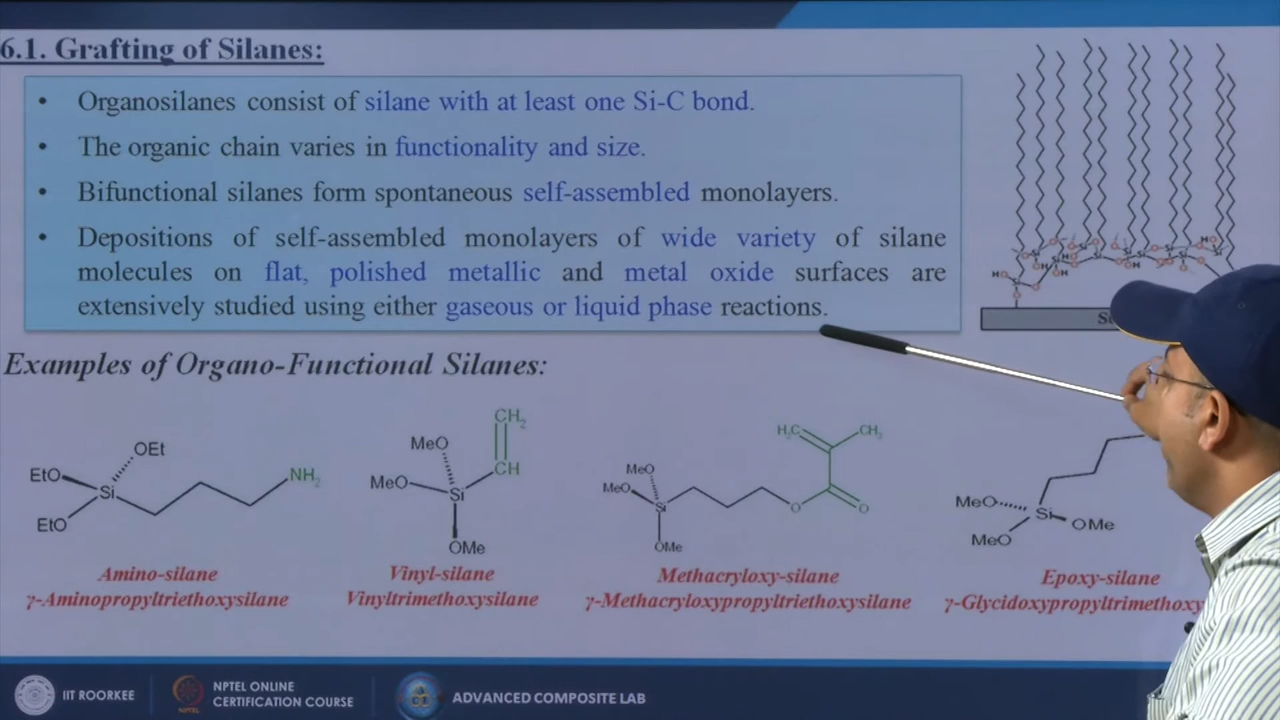 6.1. Grafting of Silanes:
• Organosilanes consist of silane with at least one Si-C bond.
• The organic chain varies in functionality and size.
• Bifunctional silanes form spontaneous self-assembled monolayers.
• Depositions of self-assembled monolayers of wide variety of silane
molecules on flat, polished metallic and metal oxide surfaces are
extensively studied using either gaseous or liquid phase reactions.
Examples of Organo-Functional Silanes:
OEt
EtO
Si
EtO
NH2
Amino-silane
γ-Aminopropyltriethoxysilane
CH2
MeO
CH
MeO
Si
OMe
Vinyl-silane
Vinyltrimethoxysilane
H2C
CH3
MeO
MeO
Si
O
O
OMe
Methacryloxy-silane
γ-Methacryloxypropyltriethoxysilane
MeO
Si
OMe
MeO
Epoxy-silane
γ-Glycidoxypropyltrimethoxy
IIT ROORKEE
NPTEL ONLINE
CERTIFICATION COURSE
ADVANCED COMPOSITE LAB